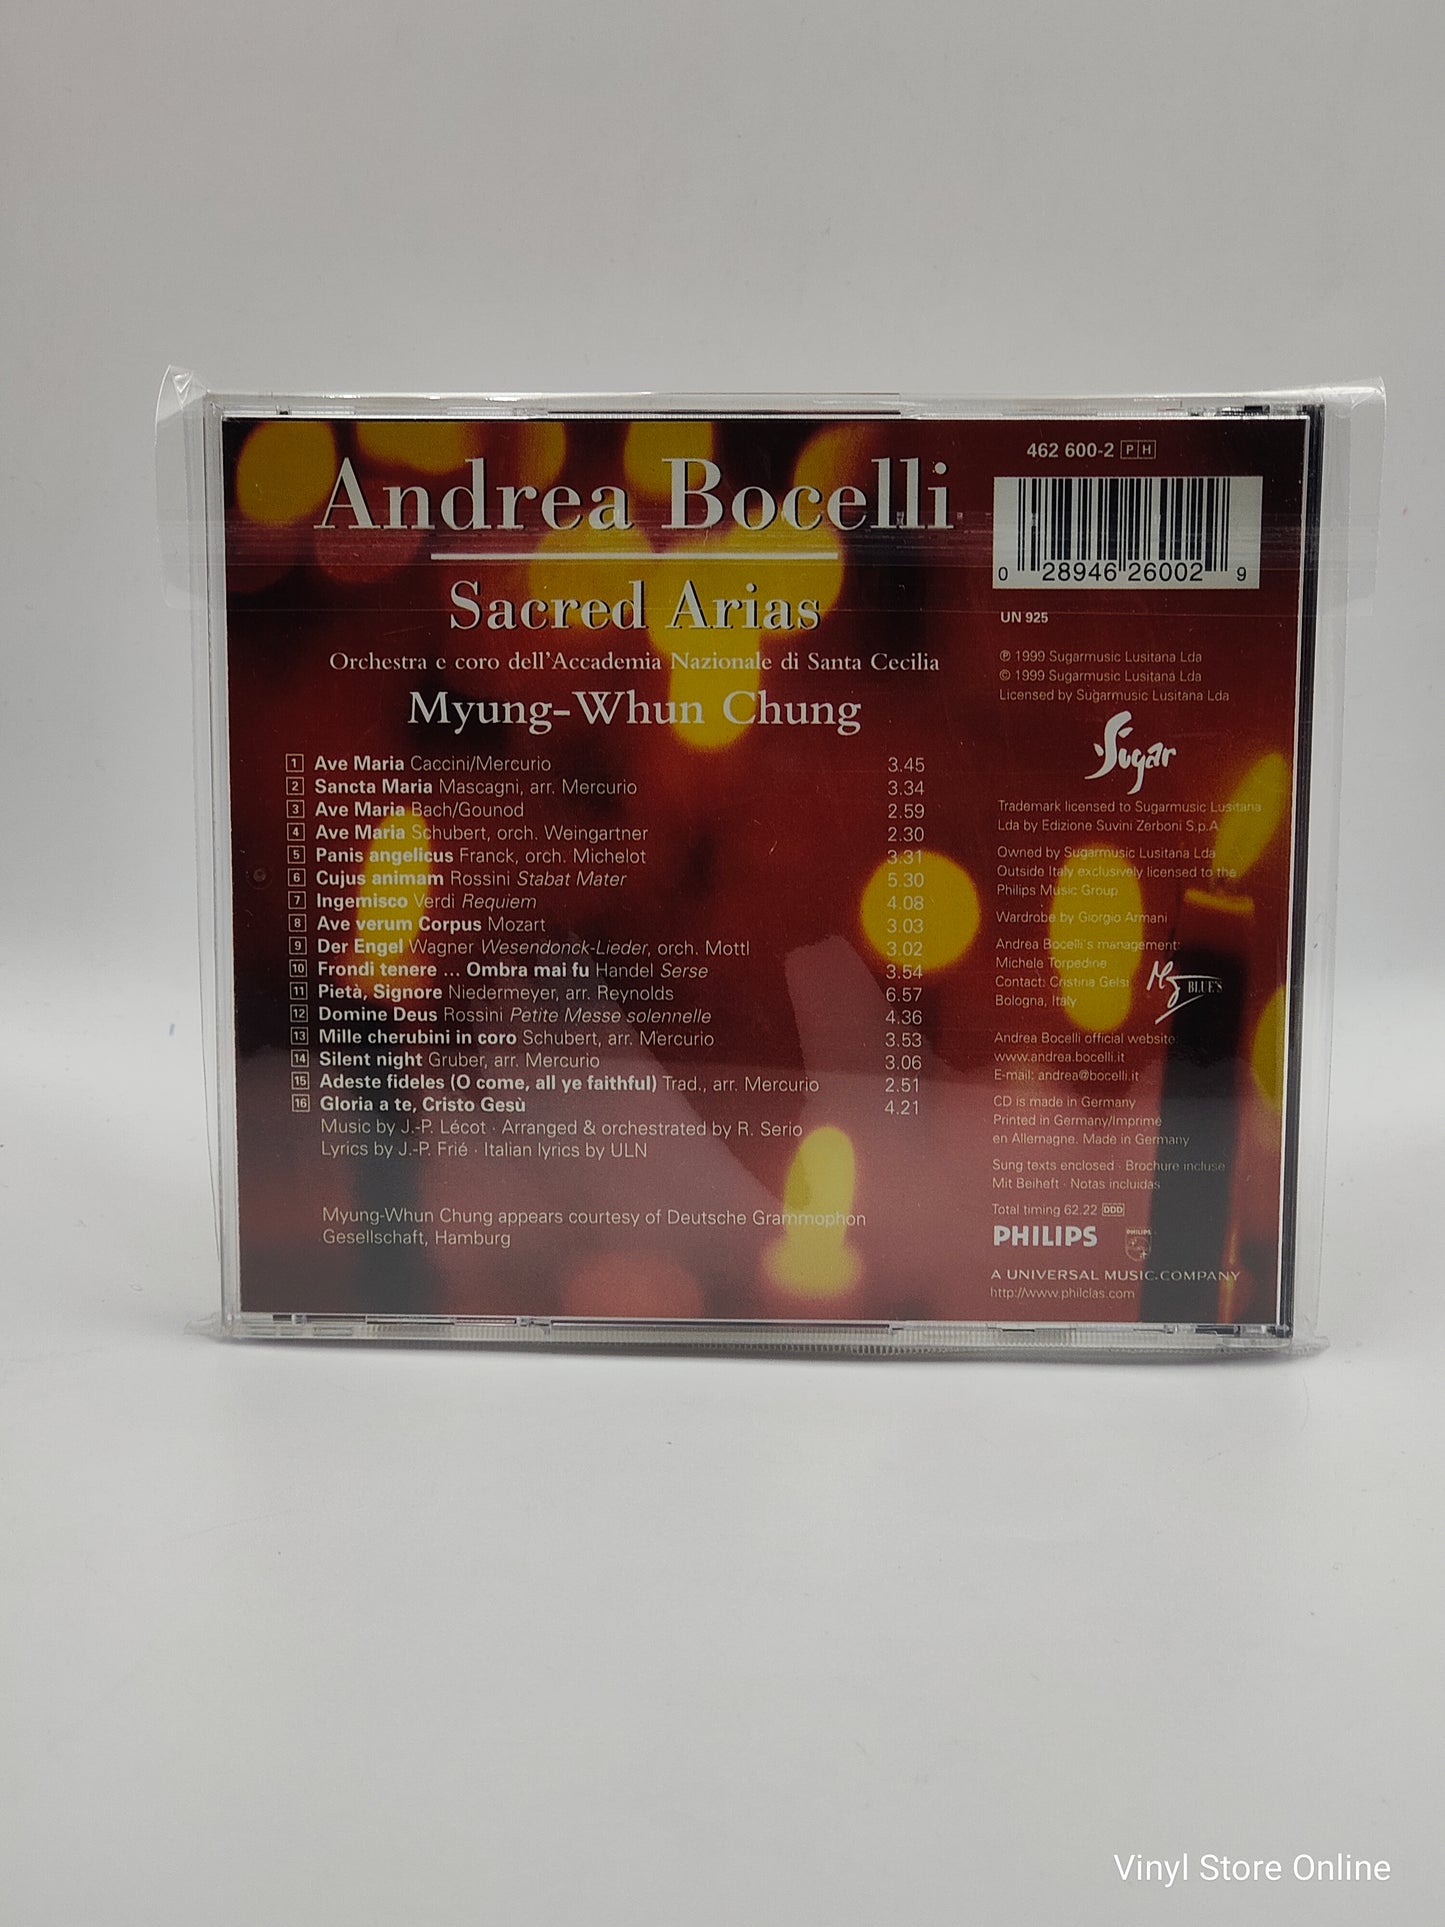 Andrea Bocelli
Sacred Arias
Orchestra e coro dell'Accademia Nazionale di Santa Cecilia
Myung-Whun Chung
1 Ave Maria Caccini/Mercurio 3.45
2 Sancta Maria Mascagni, arr. Mercurio 3.34
3 Ave Maria Bach/Gounod 2.59
4 Ave Maria Schubert, orch. Weingartner 2.30
5 Panis angelicus Franck, orch. Michelot 3.31
6 Cujus animam Rossini Stabat Mater 5.30
7 Ingemisco Verdi Requiem 4.08
8 Ave verum Corpus Mozart 3.03
9 Der Engel Wagner Wesendonck-Lieder, orch. Mottl 3.02
10 Frondi tenere ... Ombra mai fu Handel Serse 3.54
11 Pietà, Signore Niedermeyer, arr. Reynolds 6.57
12 Domine Deus Rossini Petite Messe solennelle 4.36
13 Mille cherubini in coro Schubert, arr. Mercurio 3.53
14 Silent night Gruber, arr. Mercurio 3.06
15 Adeste fideles (O come, all ye faithful) Trad., arr. Mercurio 2.51
16 Gloria a te, Cristo Gesù 4.21
Music by J.-P. Lécot · Arranged & orchestrated by R. Serio
Lyrics by J.-P. Frié · Italian lyrics by ULN
Myung-Whun Chung appears courtesy of Deutsche Grammophon
Gesellschaft, Hamburg
462 600-2 PH
0 28946 26002 9
UN 925
℗ 1999 Sugarmusic Lusitana Lda
© 1999 Sugarmusic Lusitana Lda
Licensed by Sugarmusic Lusitana Lda
Sugar
Trademark licensed to Sugarmusic Lusitana
Lda by Edizione Suvini Zerboni S.p.A
Owned by Sugarmusic Lusitana Lda
Outside Italy exclusively licensed to the
Philips Music Group
Wardrobe by Giorgio Armani
Andrea Bocelli's management:
Michele Torpedine
Contact: Cristina Gelsi
Bologna, Italy
BLUE'S
Andrea Bocelli official website:
www.andrea.bocelli.it
E-mail: andrea@bocelli.it
CD is made in Germany
Printed in Germany/Imprimé
en Allemagne. Made in Germany
Sung texts enclosed · Brochure incluse
Mit Beiheft · Notas incluidas
Total timing 62.22 DDD
PHILIPS
PHILIPS
A UNIVERSAL MUSIC COMPANY
http://www.philclas.com
Vinyl Store Online